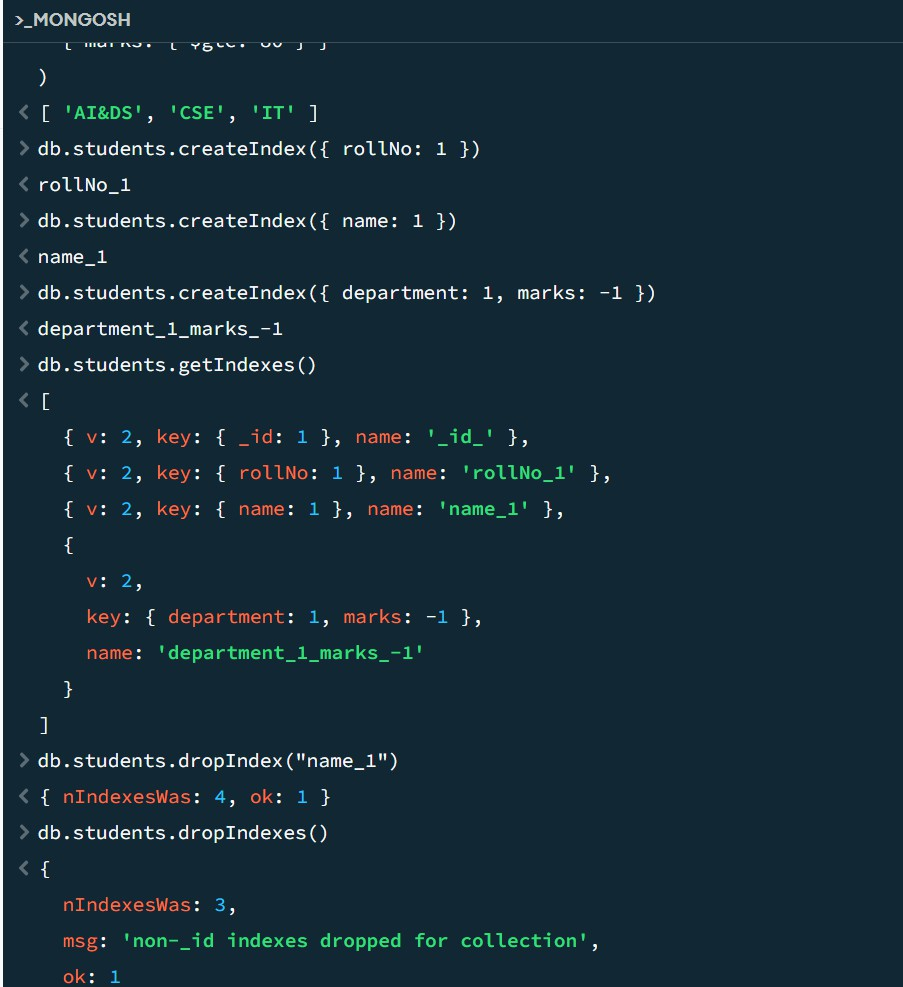 >_MONGOSH
)
< [ 'AI&DS', 'CSE', 'IT' ]
> db.students.createIndex({ rollNo: 1 })
< rollNo_1
> db.students.createIndex({ name: 1 })
< name_1
> db.students.createIndex({ department: 1, marks: -1 })
< department_1_marks_-1
> db.students.getIndexes()
< [
{ v: 2, key: { _id: 1 }, name: '_id_' },
{ v: 2, key: { rollNo: 1 }, name: 'rollNo_1' },
{ v: 2, key: { name: 1 }, name: 'name_1' },
{
v: 2,
key: { department: 1, marks: -1 },
name: 'department_1_marks_-1'
}
]
> db.students.dropIndex("name_1")
< { nIndexesWas: 4, ok: 1 }
> db.students.dropIndexes()
< {
nIndexesWas: 3,
msg: 'non-_id indexes dropped for collection',
ok: 1